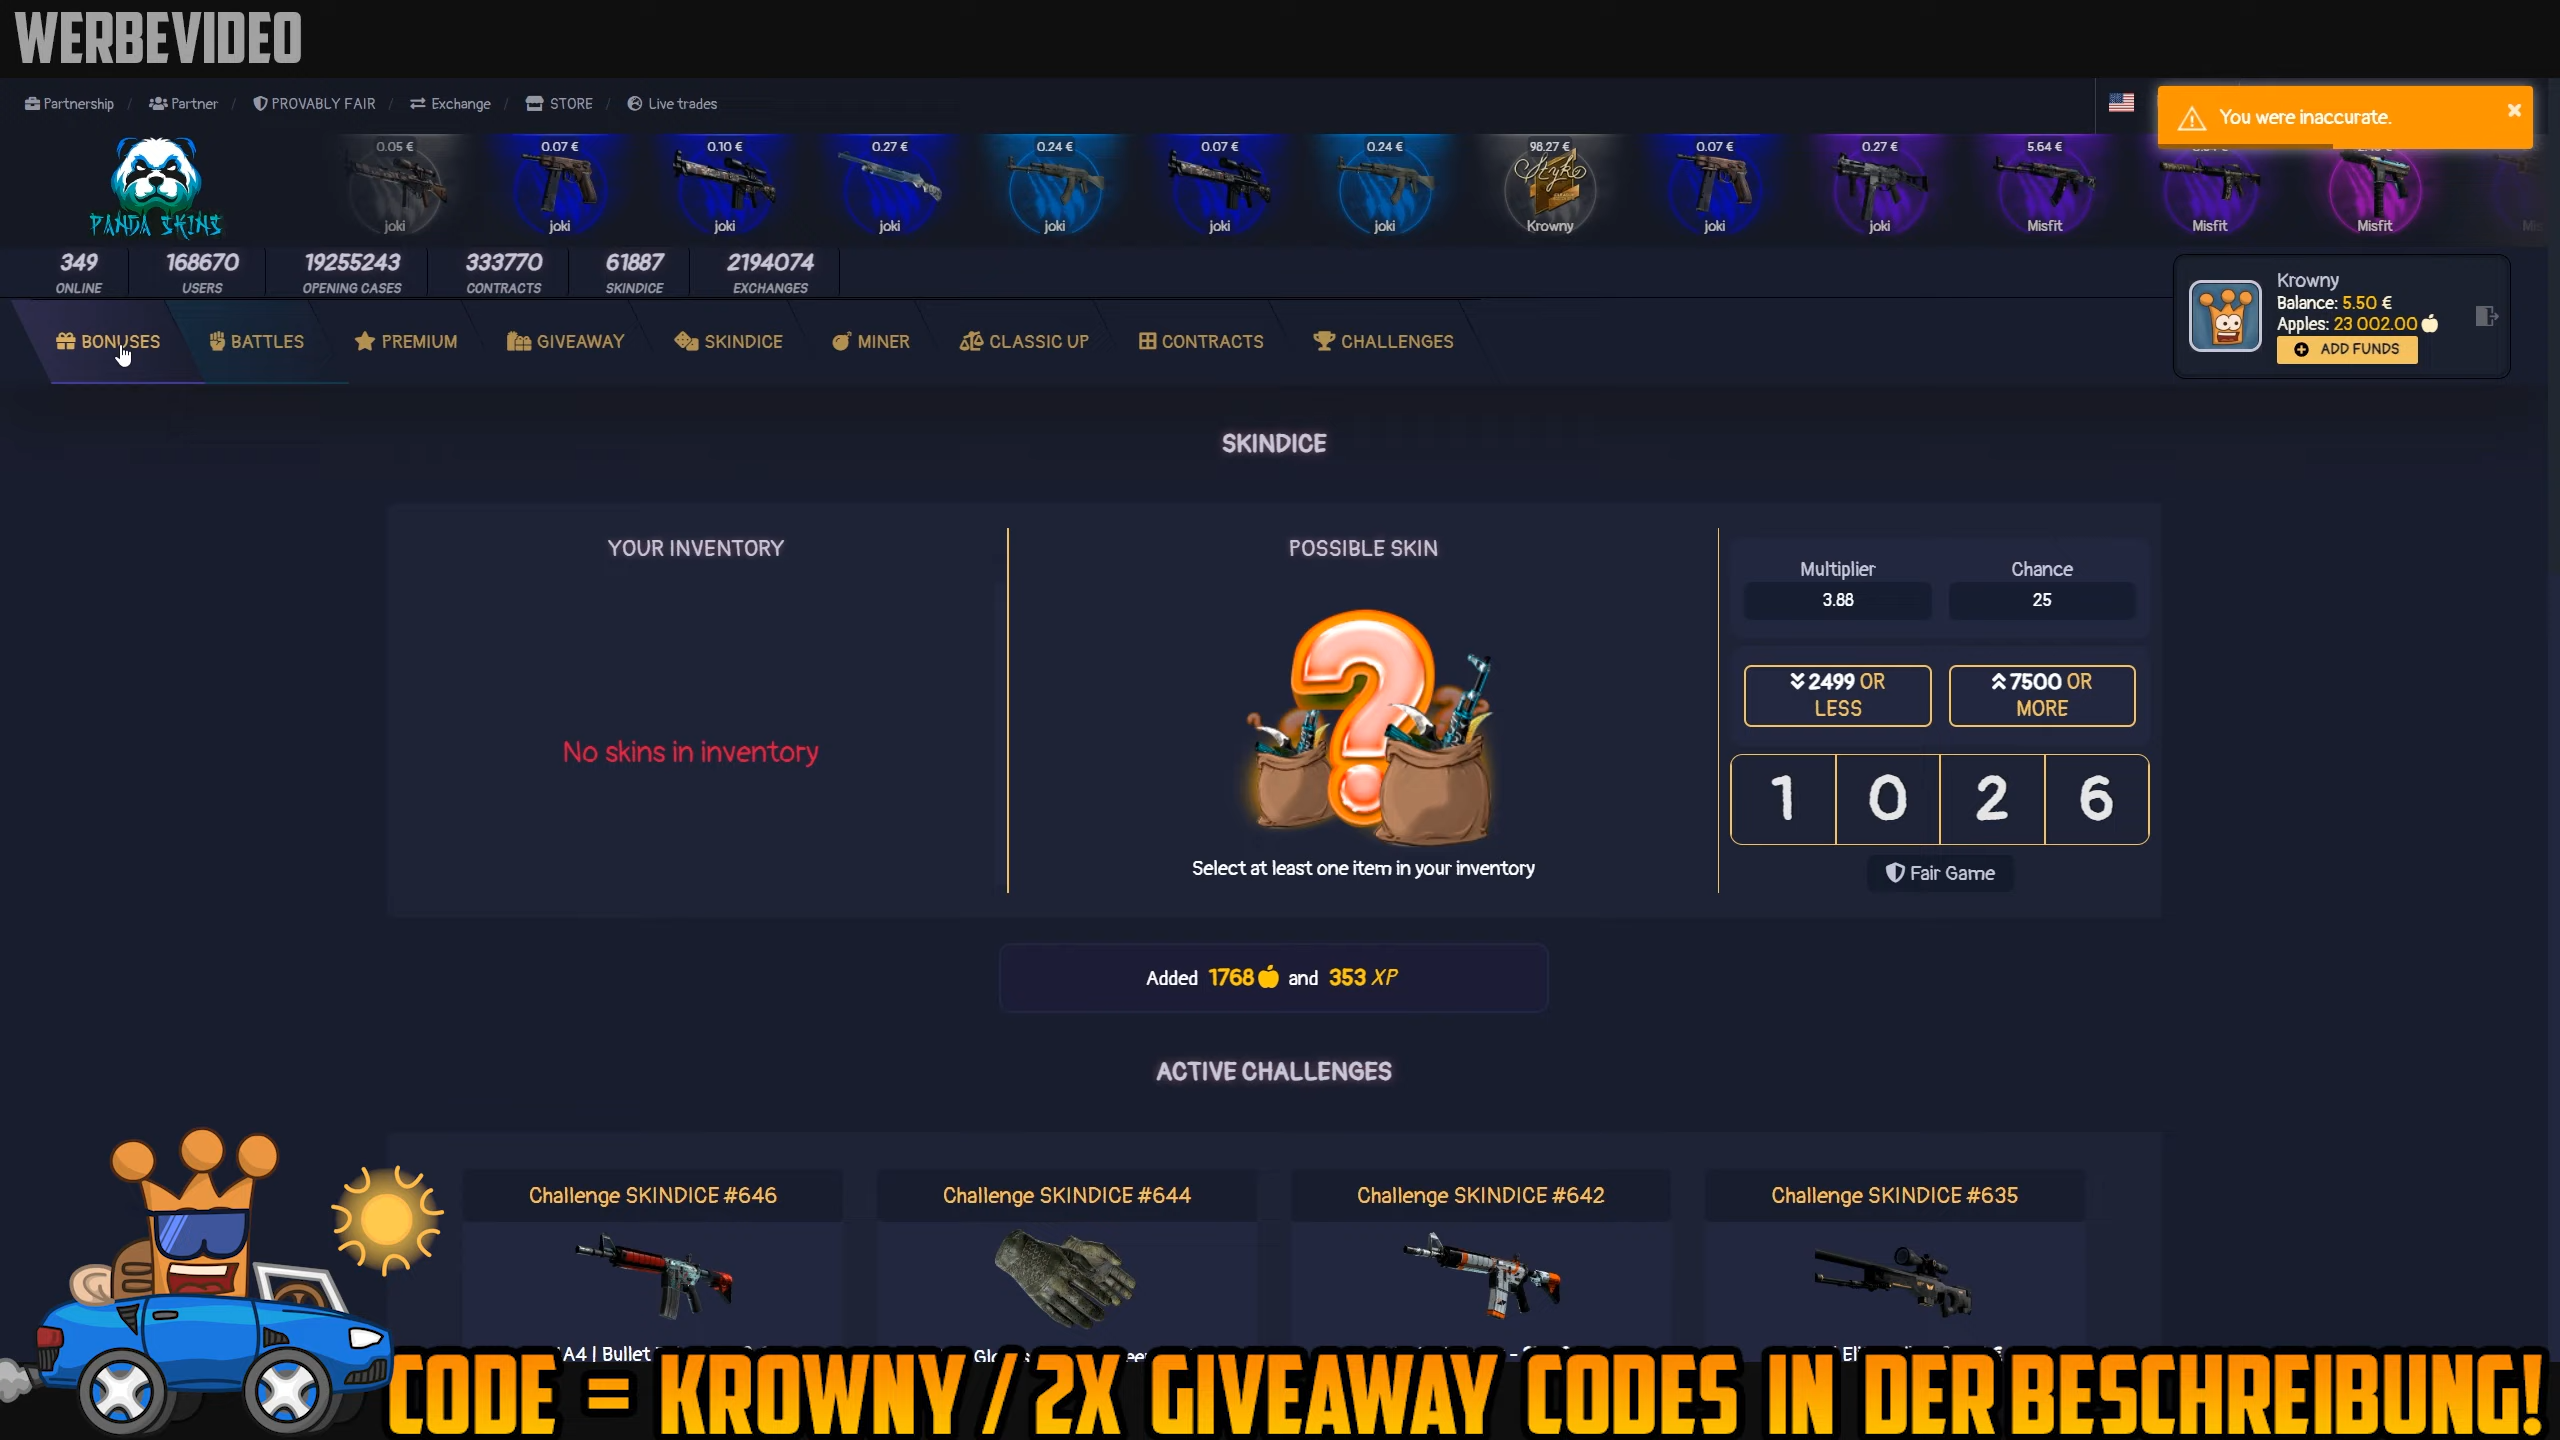 WERBEVIDEO
Partnership / Partner / PROVABLY FAIR / Exchange / STORE / Live trades
You were inaccurate.
0.05 € 0.07 € 0.10 € 0.27 € 0.24 € 0.07 € 0.24 € 98.27 € 0.07 € 0.27 € 5.64 €
PANDA SKINS
joki joki joki joki joki joki joki Krowny joki joki Misfit Misfit Misfit
349 168670 19255243 333770 61887 2194074
ONLINE USERS OPENING CASES CONTRACTS SKINDICE EXCHANGES
Krowny
Balance: 5.50 €
Apples: 23 002.00
ADD FUNDS
BONUSES BATTLES PREMIUM GIVEAWAY SKINDICE MINER CLASSIC UP CONTRACTS CHALLENGES
SKINDICE
YOUR INVENTORY
No skins in inventory
POSSIBLE SKIN
Select at least one item in your inventory
Multiplier Chance
3.88 25
2499 OR LESS
7500 OR MORE
1 0 2 6
Fair Game
Added 1768 and 353 XP
ACTIVE CHALLENGES
Challenge SKINDICE #646 Challenge SKINDICE #644 Challenge SKINDICE #642 Challenge SKINDICE #635
A4 | Bullet
CODE = KROWNY / 2X GIVEAWAY CODES IN DER BESCHREIBUNG!